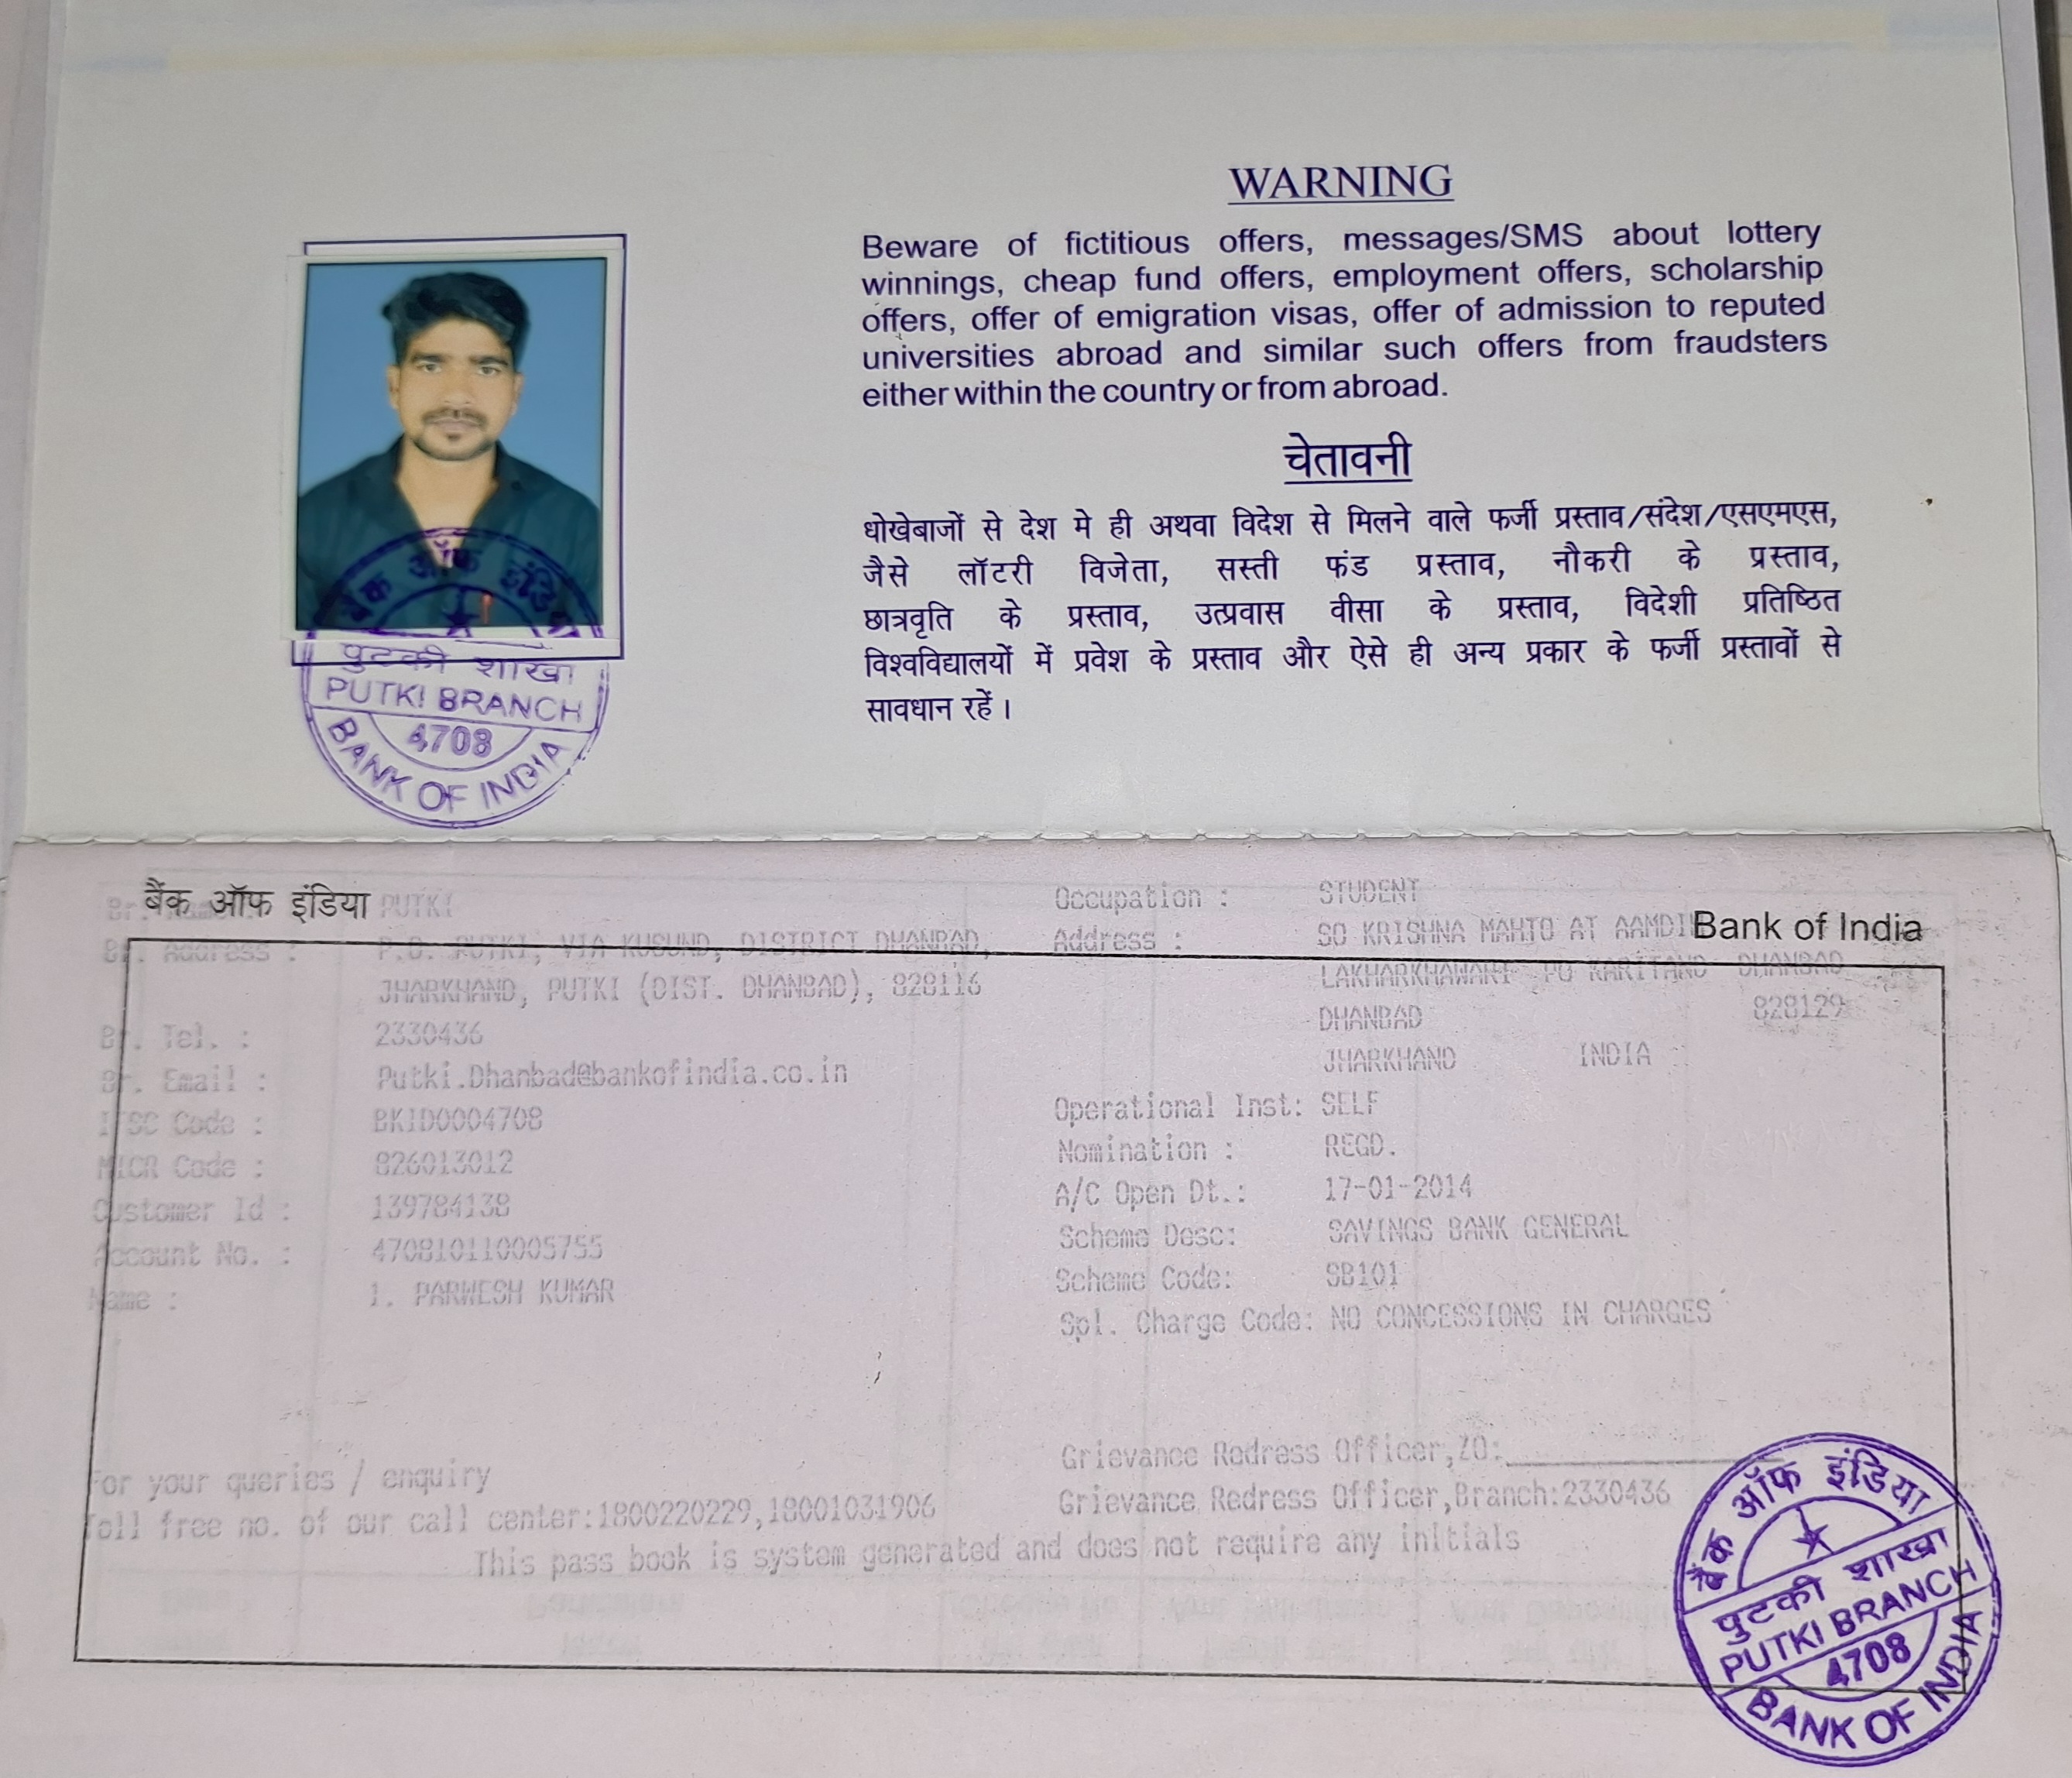 WARNING
Beware of fictitious offers, messages/SMS about lottery
winnings, cheap fund offers, employment offers, scholarship
offers, offer of emigration visas, offer of admission to reputed
universities abroad and similar such offers from fraudsters
either within the country or from abroad.
चेतावनी
धोखेबाजों से देश मे ही अथवा विदेश से मिलने वाले फर्जी प्रस्ताव/संदेश/एसएमएस,
जैसे लॉटरी विजेता, सस्ती फंड प्रस्ताव, नौकरी के प्रस्ताव,
छात्रवृति के प्रस्ताव, उत्प्रवास वीसा के प्रस्ताव, विदेशी प्रतिष्ठित
विश्वविद्यालयों में प्रवेश के प्रस्ताव और ऐसे ही अन्य प्रकार के फर्जी प्रस्तावों से
सावधान रहें।
बैंक ऑफ इंडिया
पुटकी शाखा
PUTKI BRANCH
4708
BANK OF INDIA
बैंक ऑफ इंडिया
Bank of India
PUTKI
Br. Address : P.O. PUTKI, VIA KUSUND, DISTRICT DHANBAD,
JHARKHAND, PUTKI (DIST. DHANBAD), 828116
Br. Tel. : 2330436
Br. Email : Putki.Dhanbad@bankofindia.co.in
IFSC Code : BKID0004708
MICR Code : 826013012
Customer Id : 139784138
Account No. : 470810110005755
Name : 1. PARWESH KUMAR
Occupation : STUDENT
Address : SO KRISHNA MAHTO AT
PO KARITAND DHANBAD
DHANBAD 828129
JHARKHAND INDIA
Operational Inst: SELF
Nomination : REGD.
A/C Open Dt.: 17-01-2014
Scheme Desc: SAVINGS BANK GENERAL
Scheme Code: SB101
Spl. Charge Code: NO CONCESSIONS IN CHARGES
For your queries / enquiry
Toll free no. of our call center:1800220229,18001031906
Grievance Redress Officer,ZO:
Grievance Redress Officer,Branch:2330436
This pass book is system generated and does not require any initials
बैंक ऑफ इंडिया
पुटकी शाखा
PUTKI BRANCH
4708
BANK OF INDIA